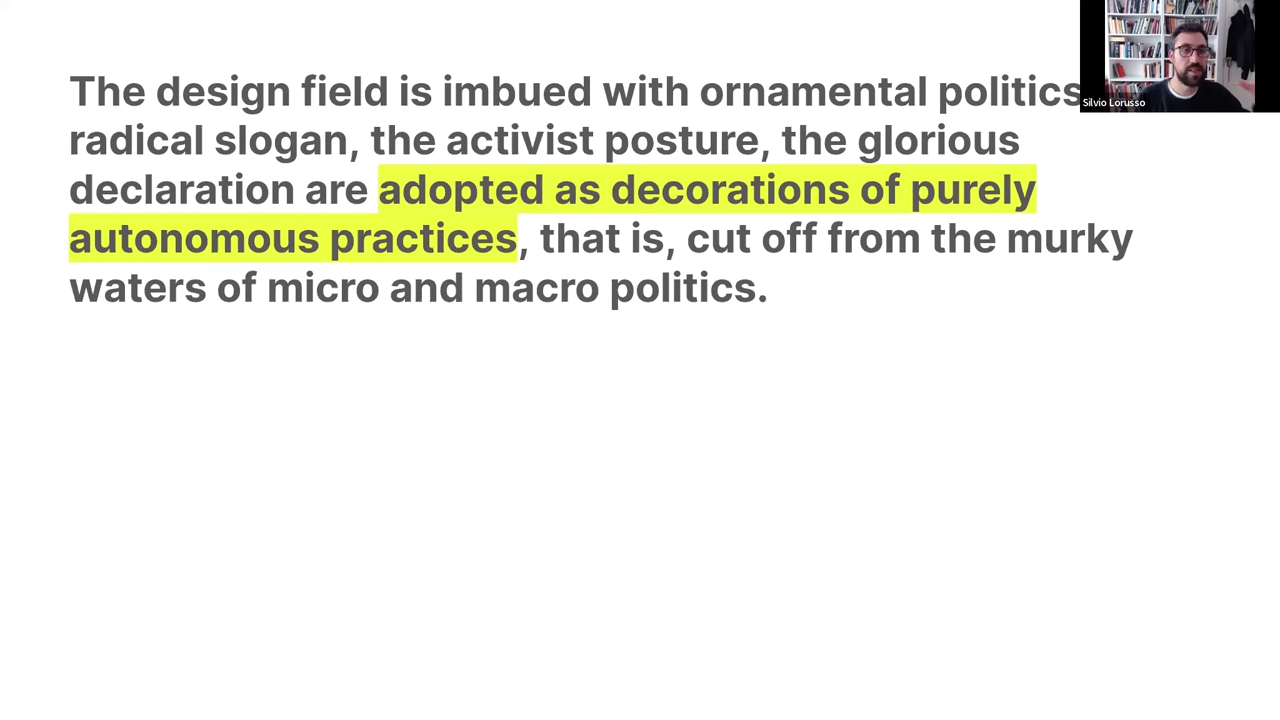 The design field is imbued with ornamental politics
radical slogan, the activist posture, the glorious
declaration are adopted as decorations of purely
autonomous practices, that is, cut off from the murky
waters of micro and macro politics.
Silvio Lorusso